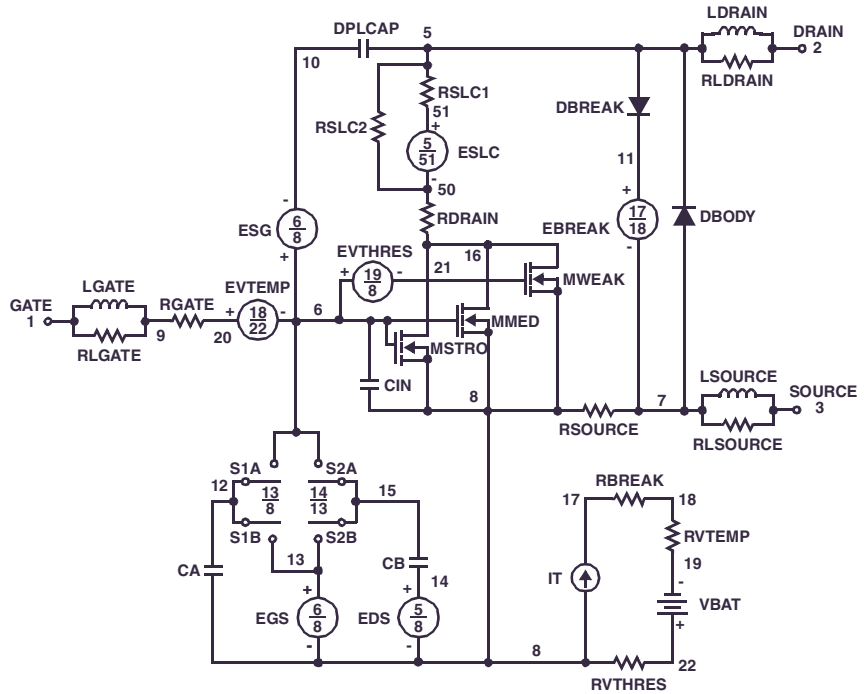 LDRAIN
DPLCAP
5
DRAIN
2
10
RLDRAIN
RSLC1
51
+
RSLC2
5
51
ESLC
-
50
DBREAK
11
+
17
18
EBREAK
-
DBODY
-
6
8
ESG
+
RDRAIN
EVTHRES
+
19
8
-
21
16
MWEAK
LGATE
EVTEMP
GATE
1
RGATE
+
18
22
-
6
MMED
9
20
RLGATE
MSTRO
CIN
8
7
LSOURCE
SOURCE
3
RSOURCE
RLSOURCE
S1A
S2A
12
13
8
14
13
15
S1B
S2B
13
CA
CB
14
+
6
8
EGS
-
+
5
8
EDS
-
RBREAK
17
18
RVTEMP
19
IT
-
VBAT
+
8
22
RVTHRES